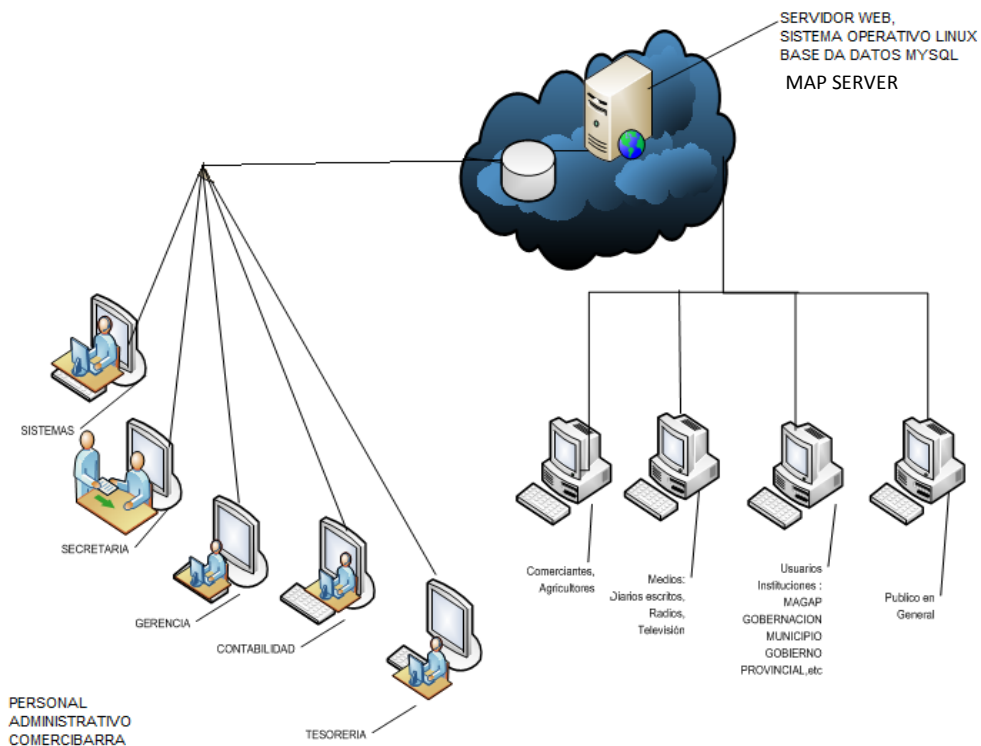 SERVIDOR WEB,
SISTEMA OPERATIVO LINUX
BASE DA DATOS MYSQL
MAP SERVER
SISTEMAS
SECRETARIA
GERENCIA
CONTABILIDAD
TESORERIA
PERSONAL
ADMINISTRATIVO
COMERCIBARRA
Comerciantes,
Agricultores
Medios:
Diarios escritos,
Radios,
Televisión
Usuarios
Instituciones :
MAGAP
GOBERNACION
MUNICIPIO
GOBIERNO
PROVINCIAL,etc
Publico en
General